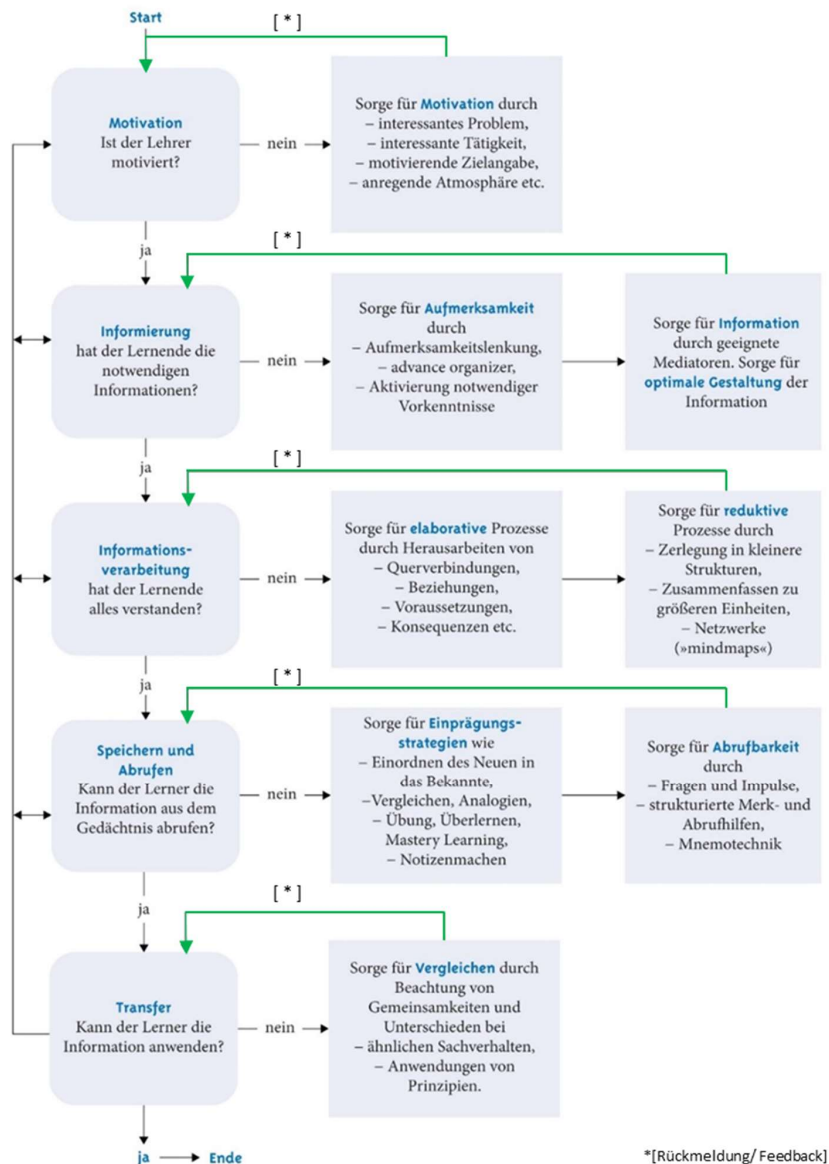 Start
[ * ]
Motivation
Ist der Lehrer
motiviert?
nein
Sorge für Motivation durch
– interessantes Problem,
– interessante Tätigkeit,
– motivierende Zielangabe,
– anregende Atmosphäre etc.
ja
[ * ]
Informierung
hat der Lernende die
notwendigen
Informationen?
nein
Sorge für Aufmerksamkeit
durch
– Aufmerksamkeitslenkung,
– advance organizer,
– Aktivierung notwendiger
Vorkenntnisse
Sorge für Information
durch geeignete
Mediatoren. Sorge für
optimale Gestaltung der
Information
ja
[ * ]
Informations-
verarbeitung
hat der Lernende
alles verstanden?
nein
Sorge für elaborative Prozesse
durch Herausarbeiten von
– Querverbindungen,
– Beziehungen,
– Voraussetzungen,
– Konsequenzen etc.
Sorge für reduktive
Prozesse durch
– Zerlegung in kleinere
Strukturen,
– Zusammenfassen zu
größeren Einheiten,
– Netzwerke
(»mindmaps«)
ja
[ * ]
Speichern und
Abrufen
Kann der Lerner die
Information aus dem
Gedächtnis abrufen?
nein
Sorge für Einprägungs-
strategien wie
– Einordnen des Neuen in
das Bekannte,
–Vergleichen, Analogien,
– Übung, Überlernen,
Mastery Learning,
– Notizenmachen
Sorge für Abrufbarkeit
durch
– Fragen und Impulse,
– strukturierte Merk- und
Abrufhilfen,
– Mnemotechnik
ja
[ * ]
Transfer
Kann der Lerner die
Information anwenden?
nein
Sorge für Vergleichen durch
Beachtung von
Gemeinsamkeiten und
Unterschieden bei
– ähnlichen Sachverhalten,
– Anwendungen von
Prinzipien.
ja
Ende
*[Rückmeldung/ Feedback]